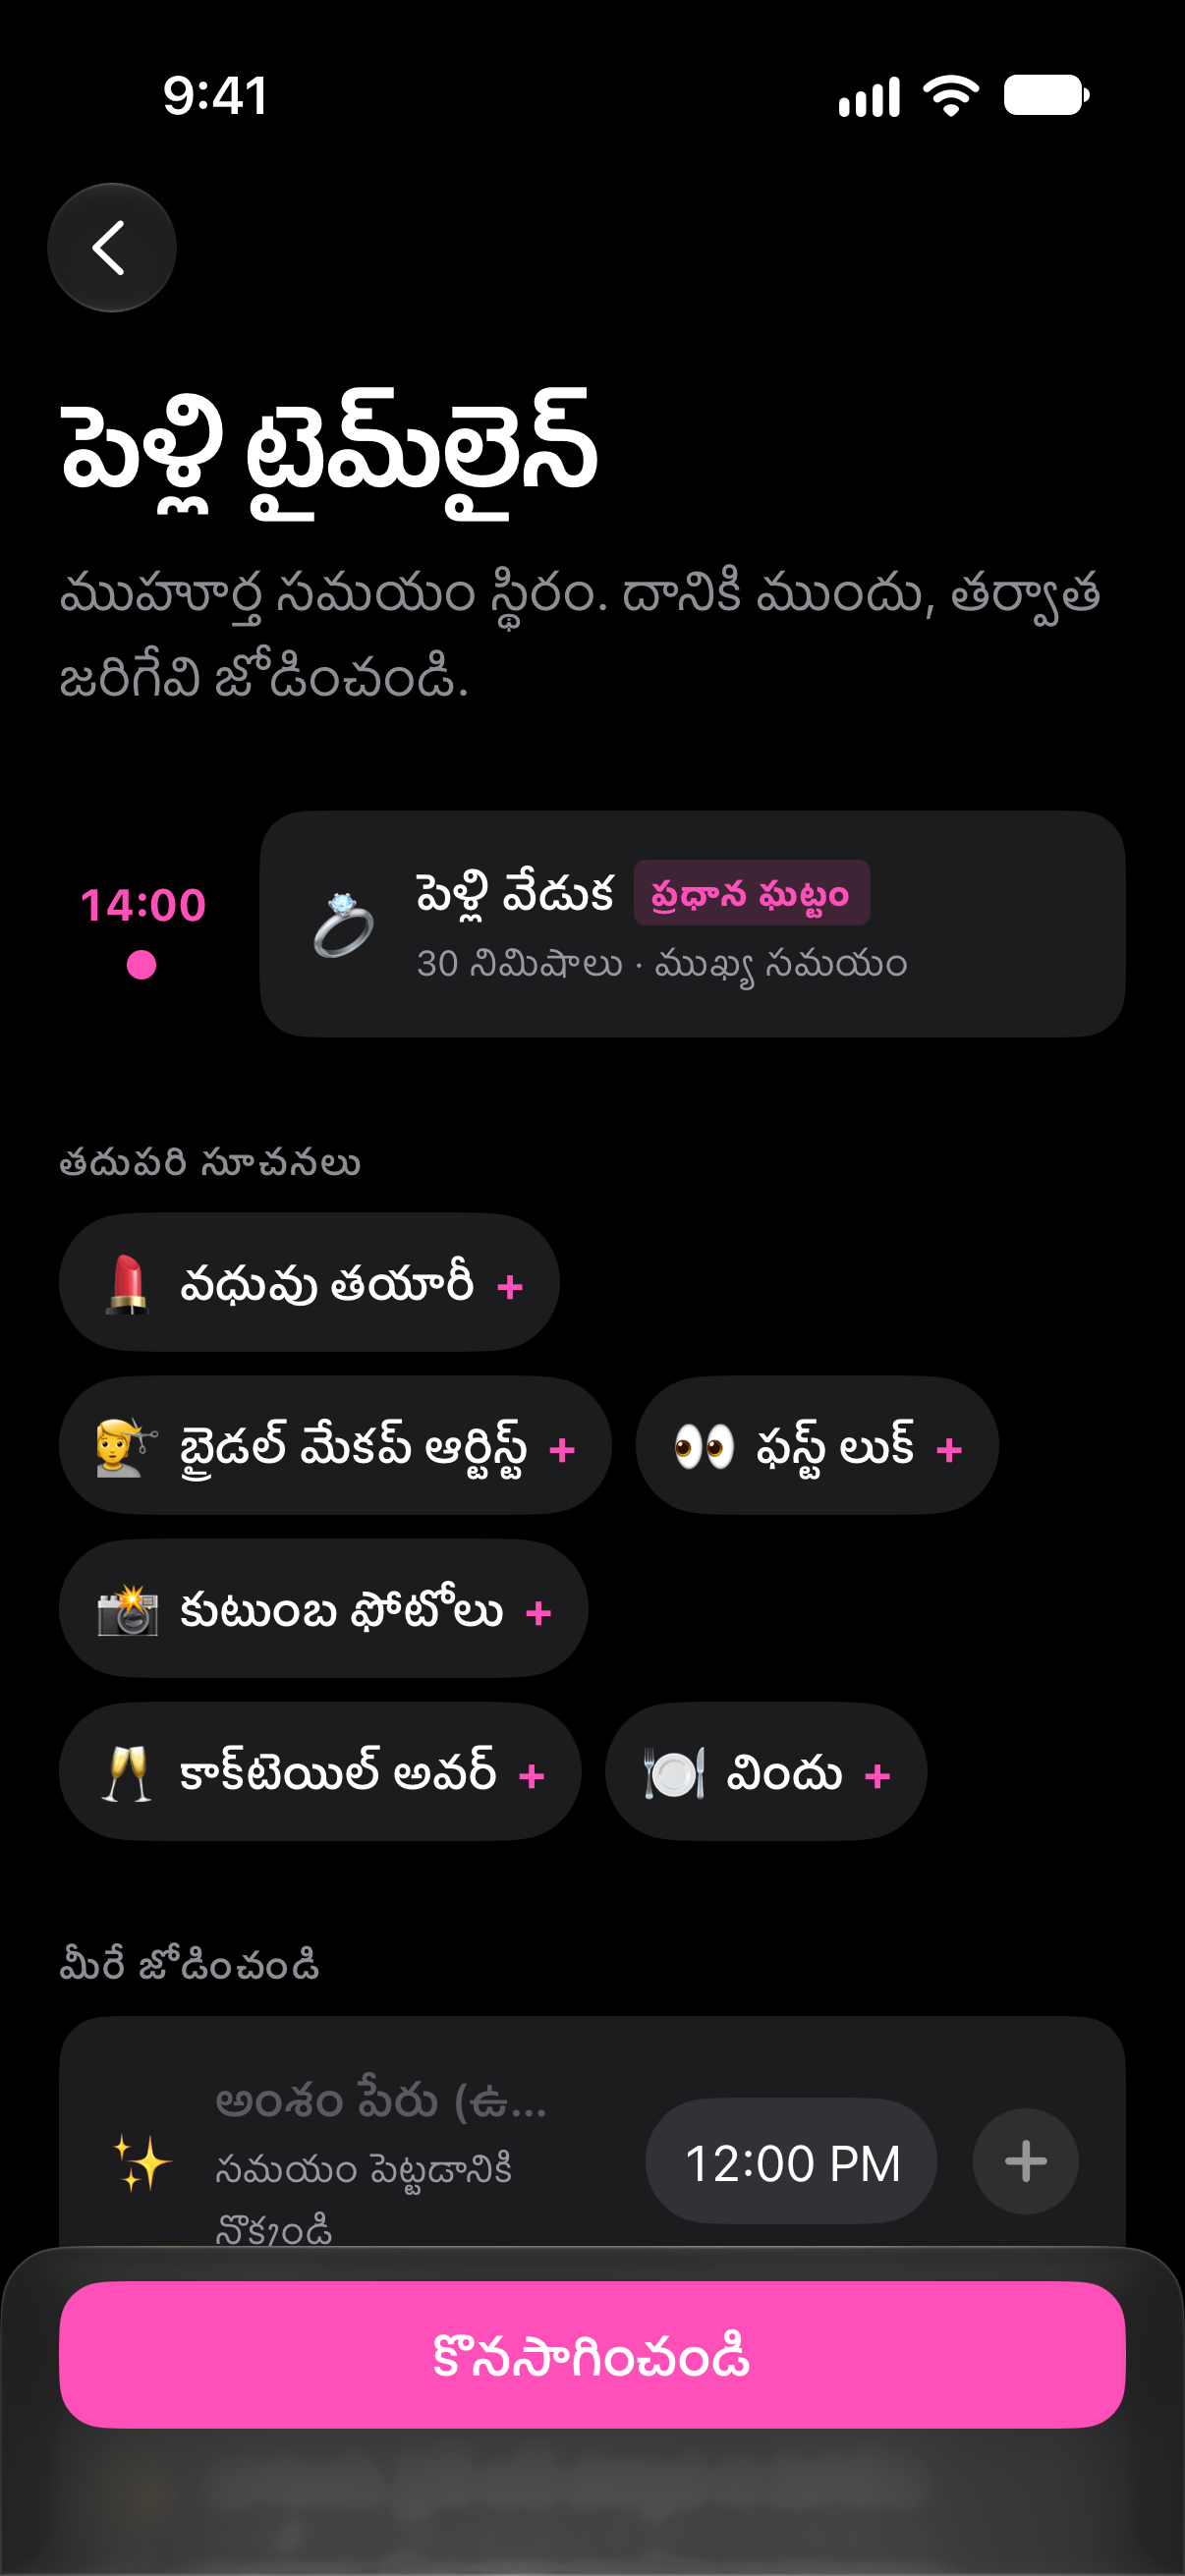 9:41
పెళ్లి టైమ్‌లైన్
ముహూర్త సమయం స్థిరం. దానికి ముందు, తర్వాత
జరిగేవి జోడించండి.
14:00
పెళ్లి వేడుక ప్రధాన ఘట్టం
30 నిమిషాలు · ముఖ్య సమయం
తదుపరి సూచనలు
వధువు తయారీ +
బ్రైడల్ మేకప్ ఆర్టిస్ట్ + ఫస్ట్ లుక్ +
కుటుంబ ఫోటోలు +
కాక్‌టెయిల్ అవర్ + విందు +
మీరే జోడించండి
అంశం పేరు (ఉ...
సమయం పెట్టడానికి
నొక్కండి
12:00 PM
కొనసాగించండి